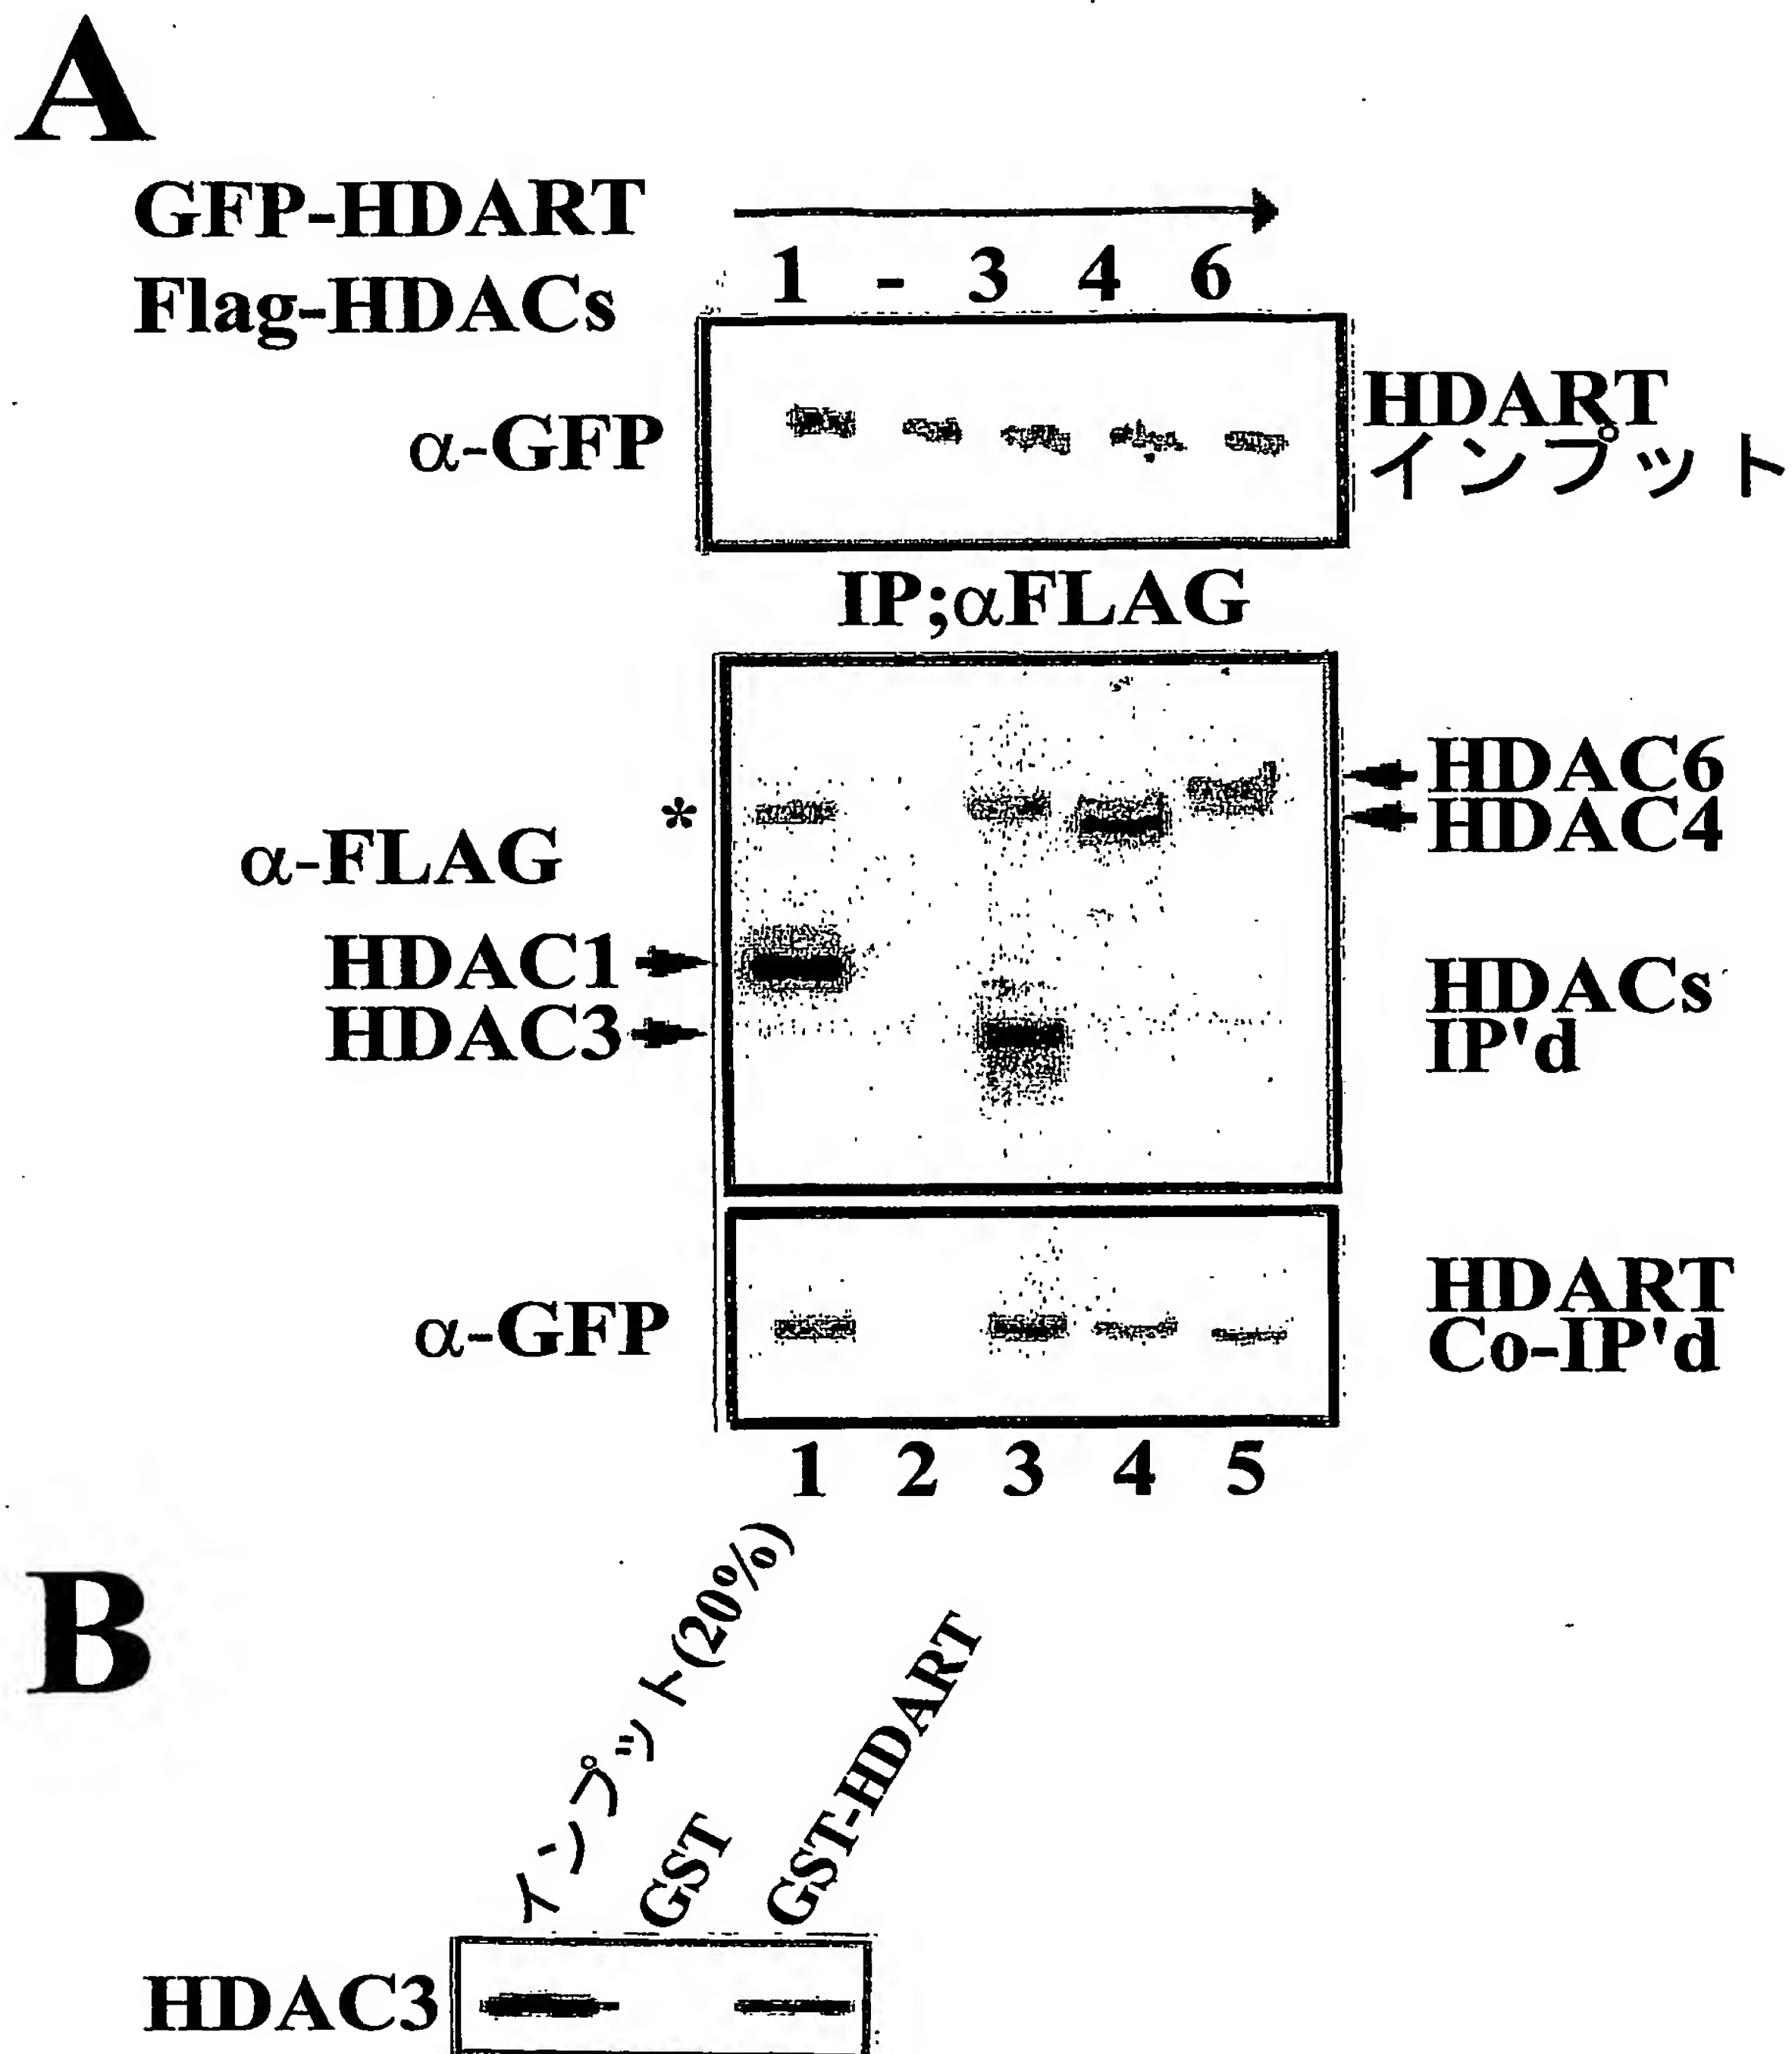 A
GFP-HDART
Flag-HDACs
1 - 3 4 6
α-GFP
HDART
インプット
IP;αFLAG
*
α-FLAG
HDAC6
HDAC4
HDAC1
HDAC3
HDACs
IP'd
α-GFP
HDART
Co-IP'd
1 2 3 4 5
B
インプット(20%)
GST
GST-HDART
HDAC3